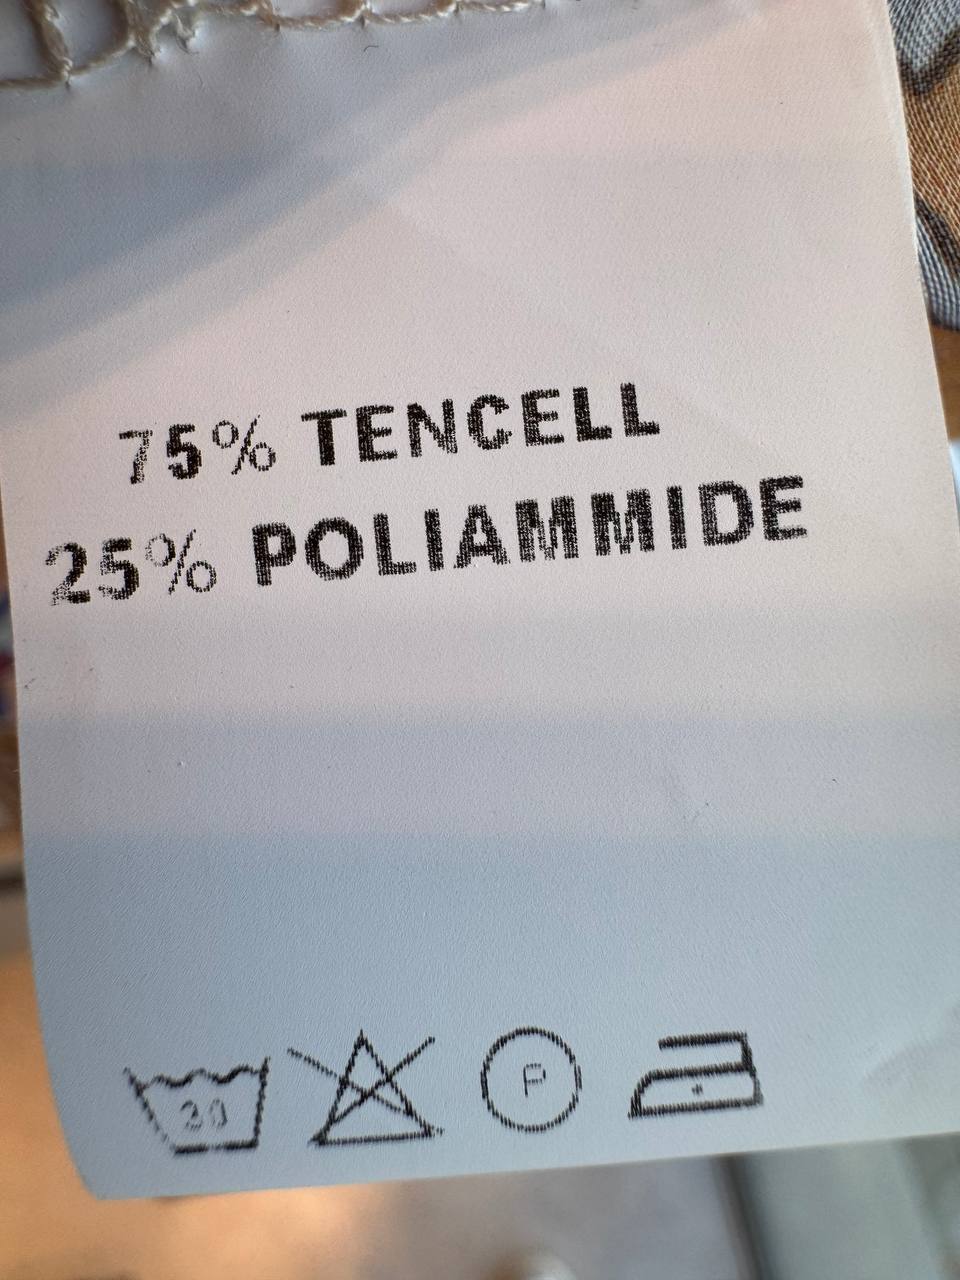 75% TENCELL
25% POLIAMMIDE
30
P